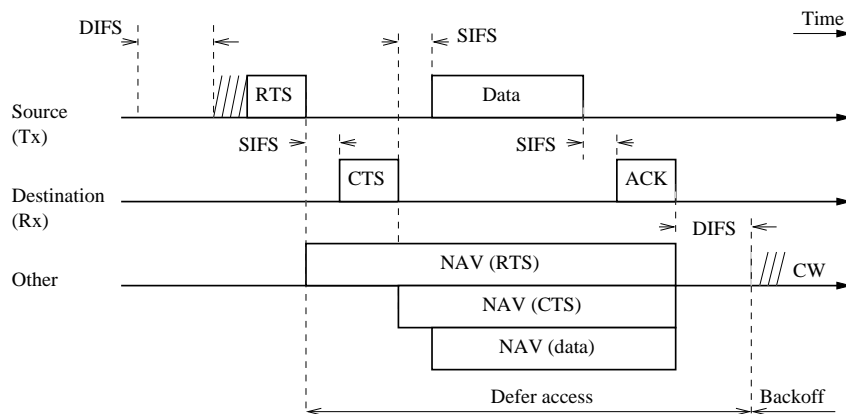 DIFS
SIFS
Time
RTS
Data
Source
(Tx)
SIFS
SIFS
CTS
ACK
Destination
(Rx)
DIFS
NAV (RTS)
CW
Other
NAV (CTS)
NAV (data)
Defer access
Backoff